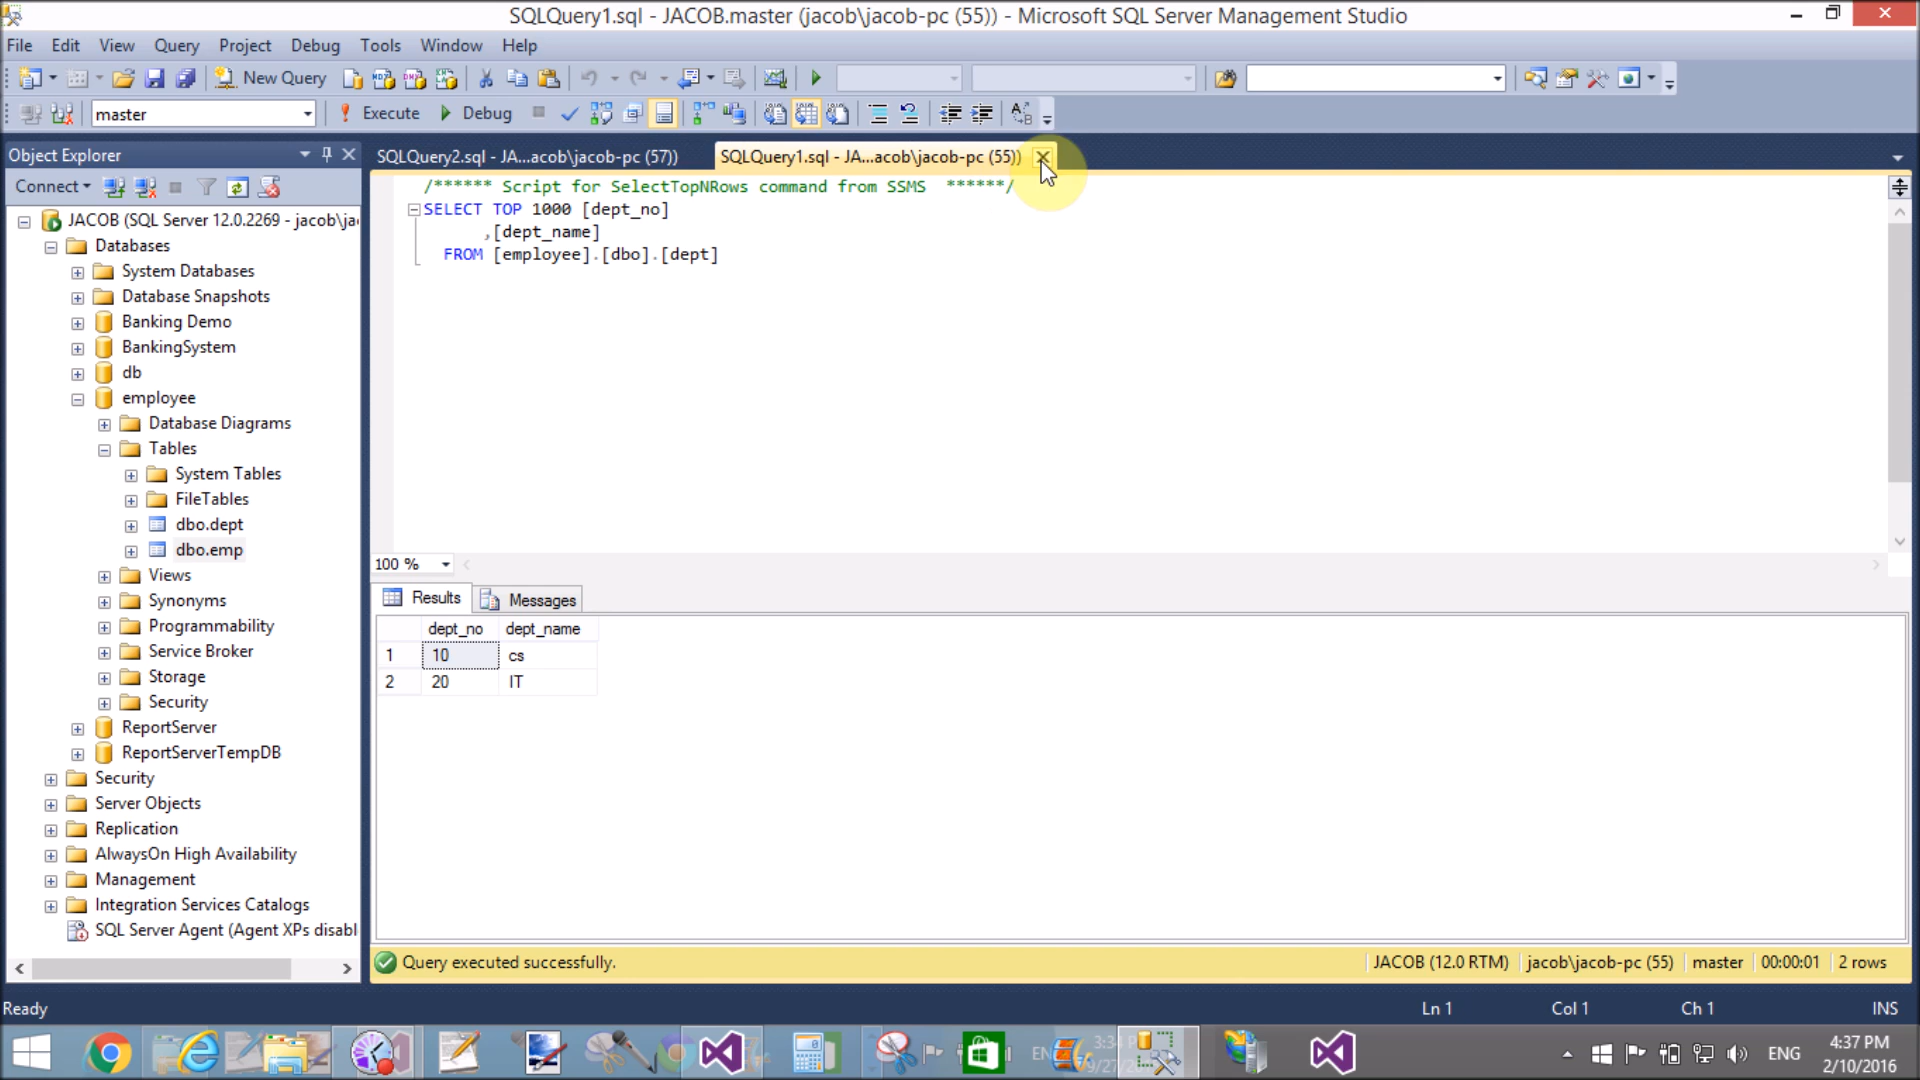 SQLQuery1.sql - JACOB.master (jacob\jacob-pc (55)) - Microsoft SQL Server Management Studio
File Edit View Query Project Debug Tools Window Help
New Query
master Execute Debug
Object Explorer
Connect
JACOB (SQL Server 12.0.2269 - jacob\ja
Databases
System Databases
Database Snapshots
Banking Demo
BankingSystem
db
employee
Database Diagrams
Tables
System Tables
FileTables
dbo.dept
dbo.emp
Views
Synonyms
Programmability
Service Broker
Storage
Security
ReportServer
ReportServerTempDB
Security
Server Objects
Replication
AlwaysOn High Availability
Management
Integration Services Catalogs
SQL Server Agent (Agent XPs disabl
SQLQuery2.sql - JA...acob\jacob-pc (57)) SQLQuery1.sql - JA...acob\jacob-pc (55))
/****** Script for SelectTopNRows command from SSMS ******/
SELECT TOP 1000 [dept_no]
,[dept_name]
FROM [employee].[dbo].[dept]
100 %
Results Messages
dept_no dept_name
1 10 cs
2 20 IT
Query executed successfully. JACOB (12.0 RTM) jacob\jacob-pc (55) master 00:00:01 2 rows
Ready Ln 1 Col 1 Ch 1 INS
ENG 4:37 PM
2/10/2016